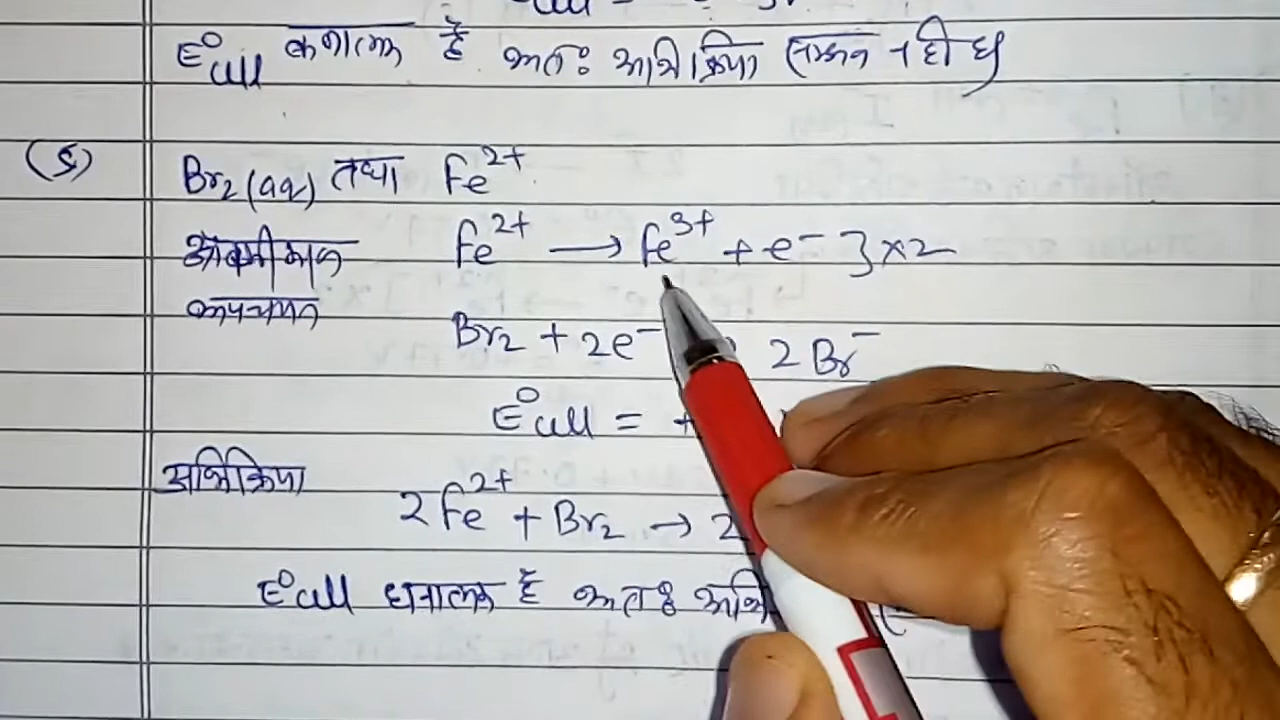 E°cell =
E°cell ऋणात्मक है अतः अभिक्रिया सम्भव नहीं है
(5) Br₂(aq) तथा Fe²⁺
ऑक्सीकरण Fe²⁺ → Fe³⁺ + e⁻ }×2
अपचयन Br₂ + 2e⁻ 2Br⁻
E°cell = +
अभिक्रिया
2Fe²⁺ + Br₂ → 2
E°cell धनात्मक है अतः अभि